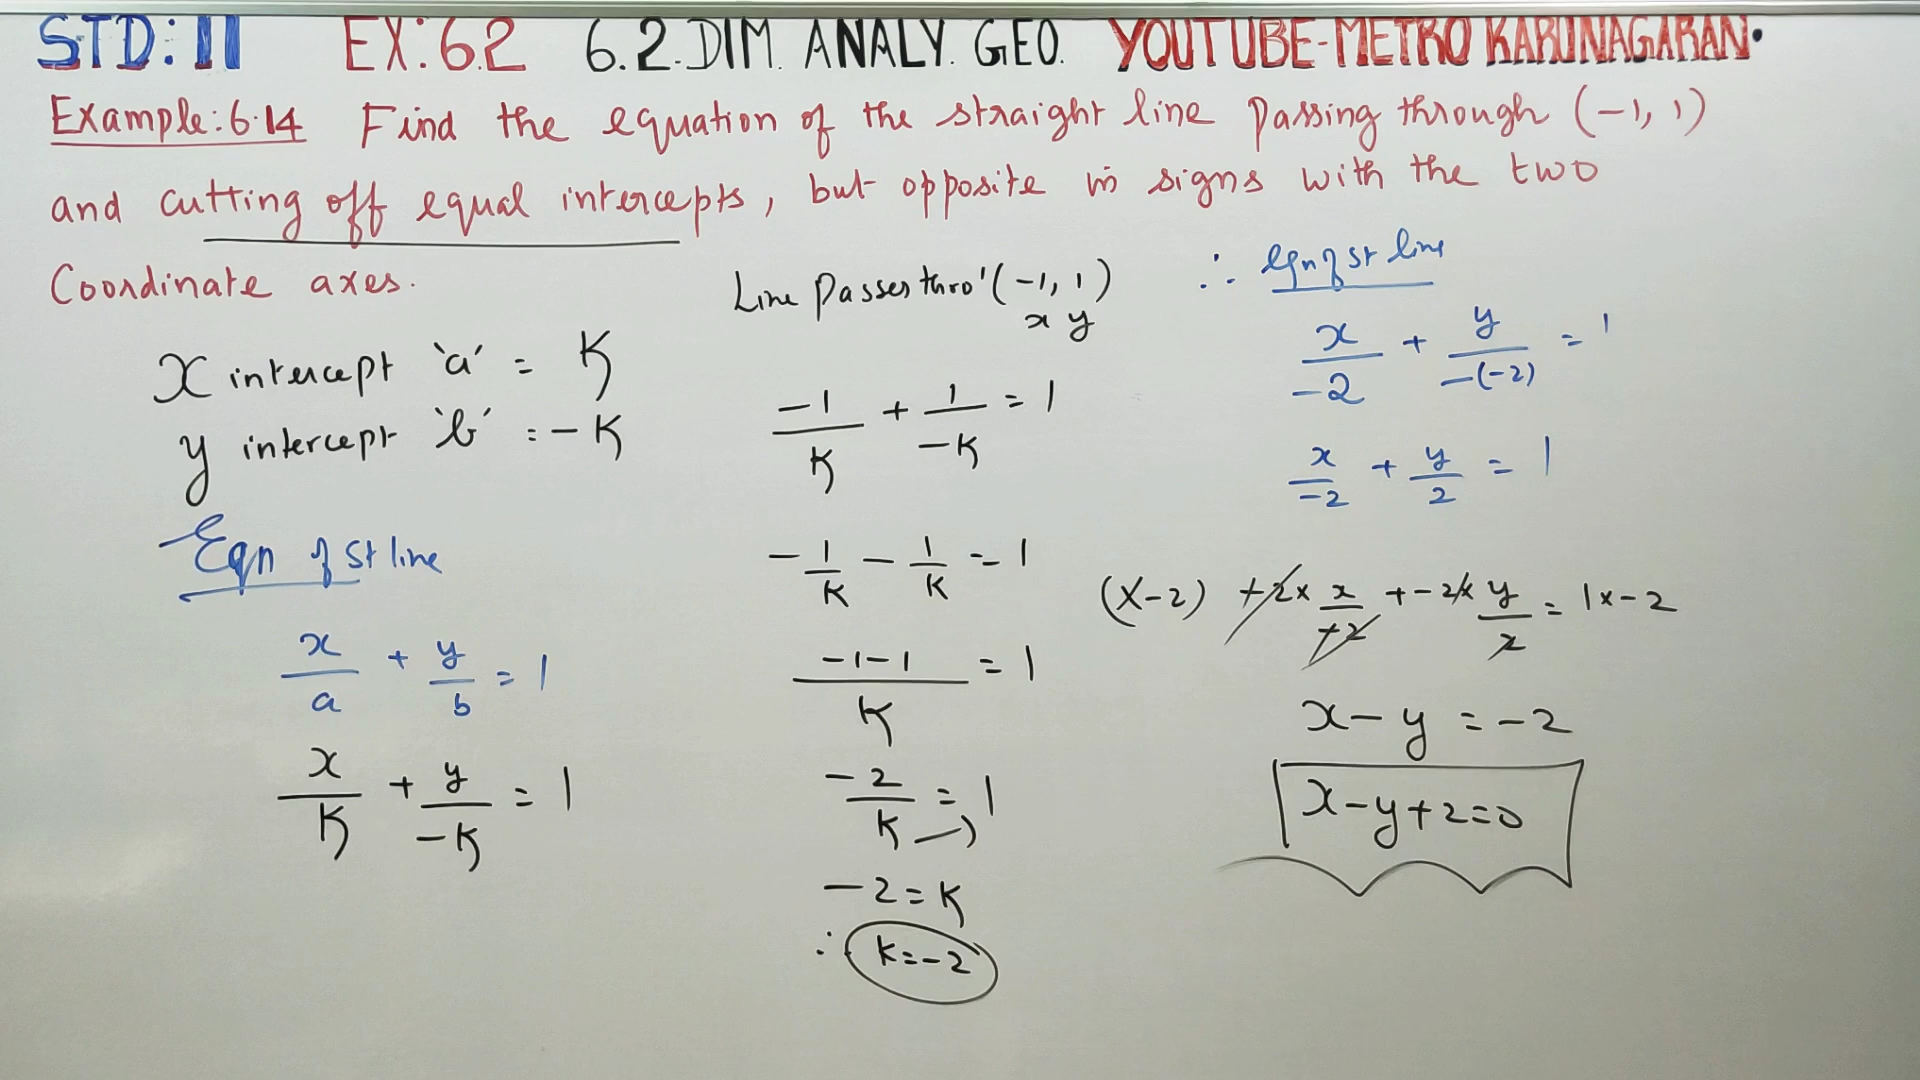 STD: 11 EX: 6.2 6. 2. DIM. ANALY. GEO. YOUTUBE-METRO KARUNAGARAN.
Example: 6.14 Find the equation of the straight line passing through (-1, 1)
and cutting off equal intercepts, but opposite in signs with the two
Coordinate axes.
x intercept 'a' = K
y intercept 'b' = -K
Eqn of St line
x/a + y/b = 1
x/K + y/-K = 1
Line Passes thro' (-1, 1)
x y
-1/K + 1/-K = 1
-1/K - 1/K = 1
-1-1/K = 1
-2/K = 1
-2 = K
∴ K = -2
∴ Eqn of St line
x/-2 + y/-(-2) = 1
x/-2 + y/2 = 1
(x-2) +2x x/+2 + -2x y/2 = 1x-2
x - y = -2
x - y + 2 = 0